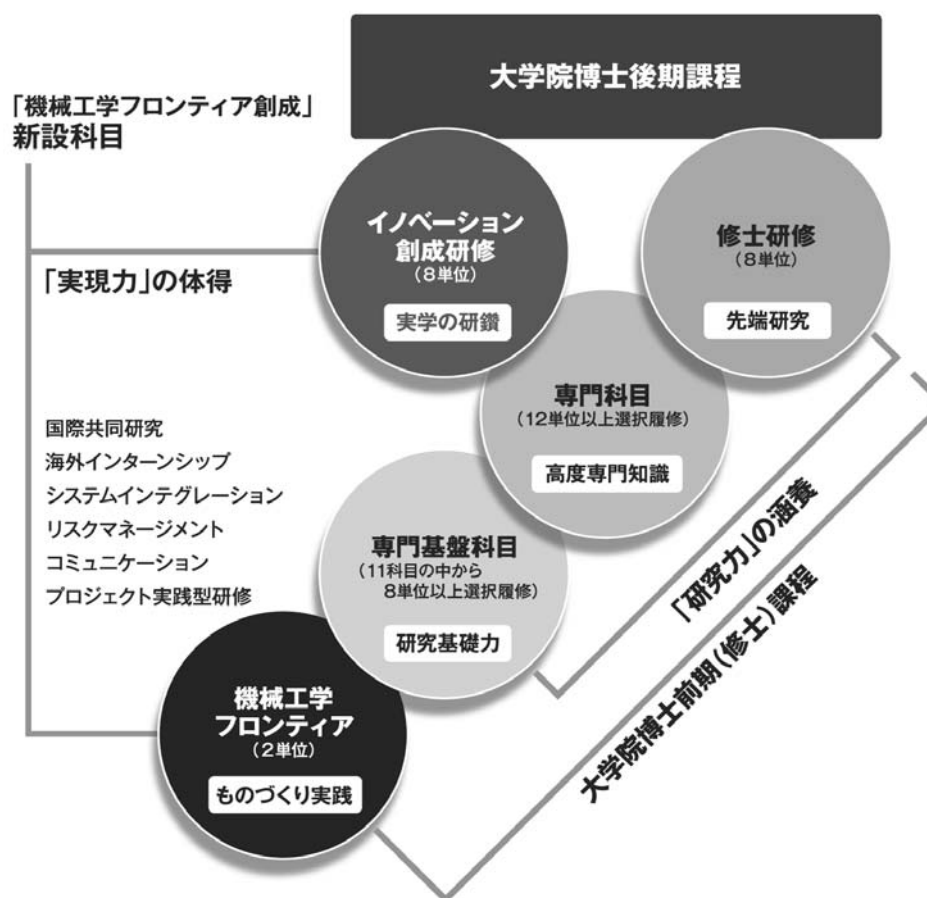 大学院博士後期課程
「機械工学フロンティア創成」
新設科目
イノベーション
創成研修
(8単位)
実学の研鑽
修士研修
(8単位)
先端研究
「実現力」の体得
専門科目
(12単位以上選択履修)
高度専門知識
国際共同研究
海外インターンシップ
システムインテグレーション
リスクマネージメント
コミュニケーション
プロジェクト実践型研修
専門基盤科目
(11科目の中から
8単位以上選択履修)
研究基礎力
「研究力」の涵養
大学院博士前期(修士)課程
機械工学
フロンティア
(2単位)
ものづくり実践